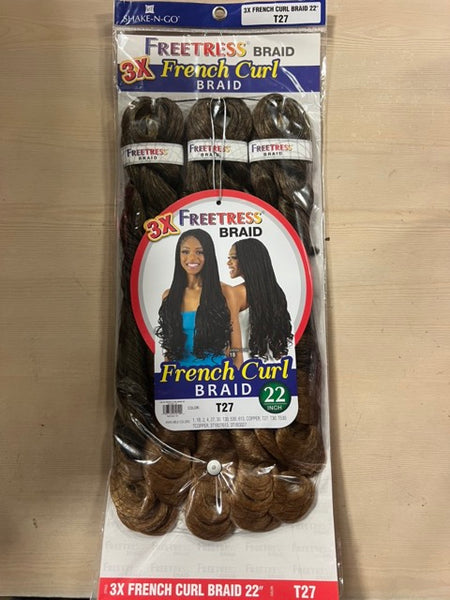 SHAKE-N-GO
3X FRENCH CURL BRAID 22"
T27
FREETRESS BRAID
3X French Curl
BRAID
FREETRESS
BRAID
FREETRESS
BRAID
FREETRESS
BRAID
3X FREETRESS
BRAID
French Curl
BRAID
22
INCH
COLOR:
T27
FREETRESS
3X FRENCH CURL BRAID 22"
T27